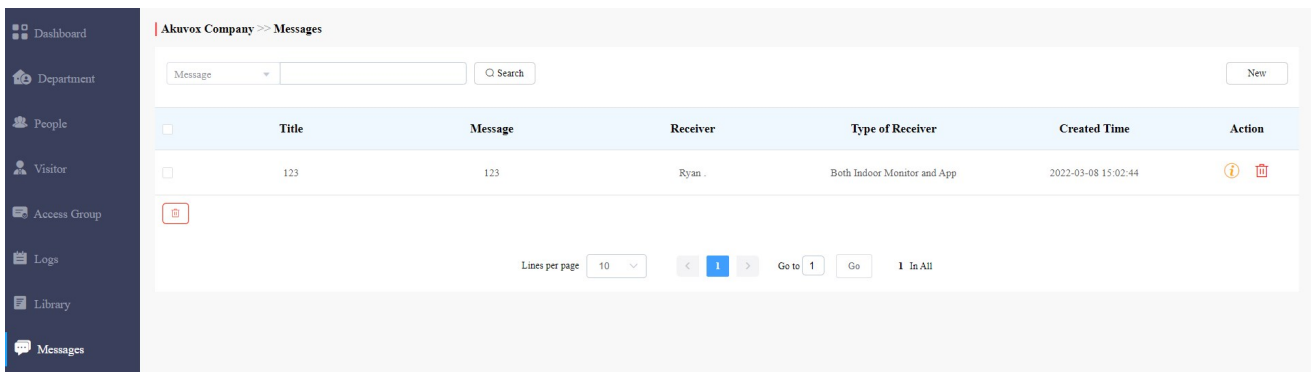 Dashboard
Department
People
Visitor
Access Group
Logs
Library
Messages
Akuvox Company >> Messages
Message Search New
Title Message Receiver Type of Receiver Created Time Action
123 123 Ryan . Both Indoor Monitor and App 2022-03-08 15:02:44
Lines per page 10 < 1 > Go to 1 Go 1 In All